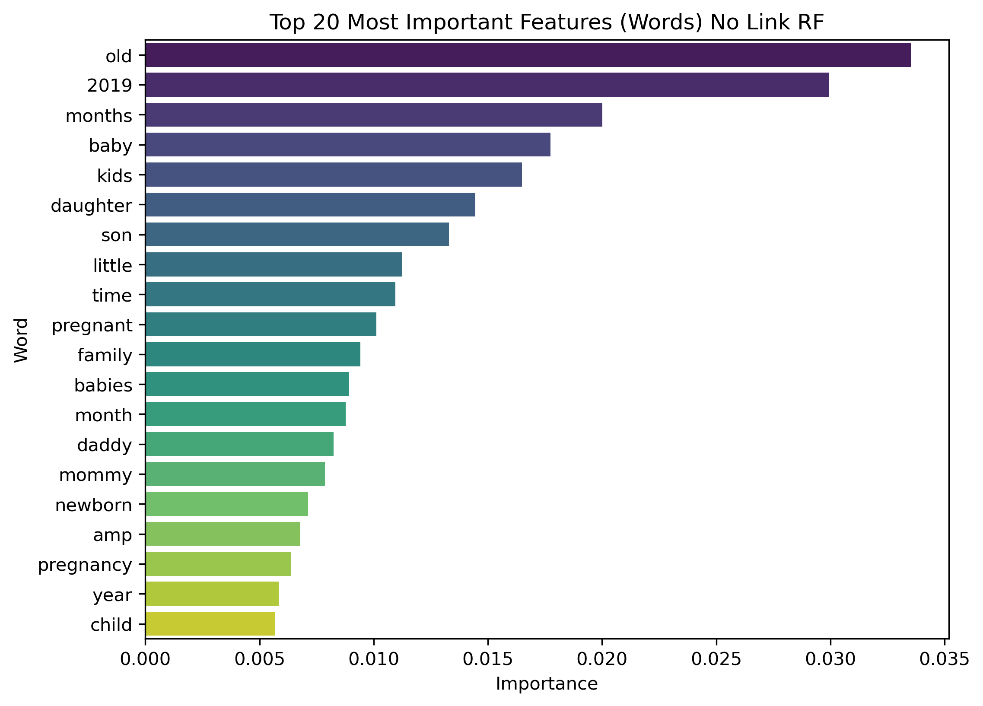 Top 20 Most Important Features (Words) No Link RF
old
2019
months
baby
kids
daughter
son
little
time
pregnant
family
babies
month
daddy
mommy
newborn
amp
pregnancy
year
child
Word
0.000 0.005 0.010 0.015 0.020 0.025 0.030 0.035
Importance